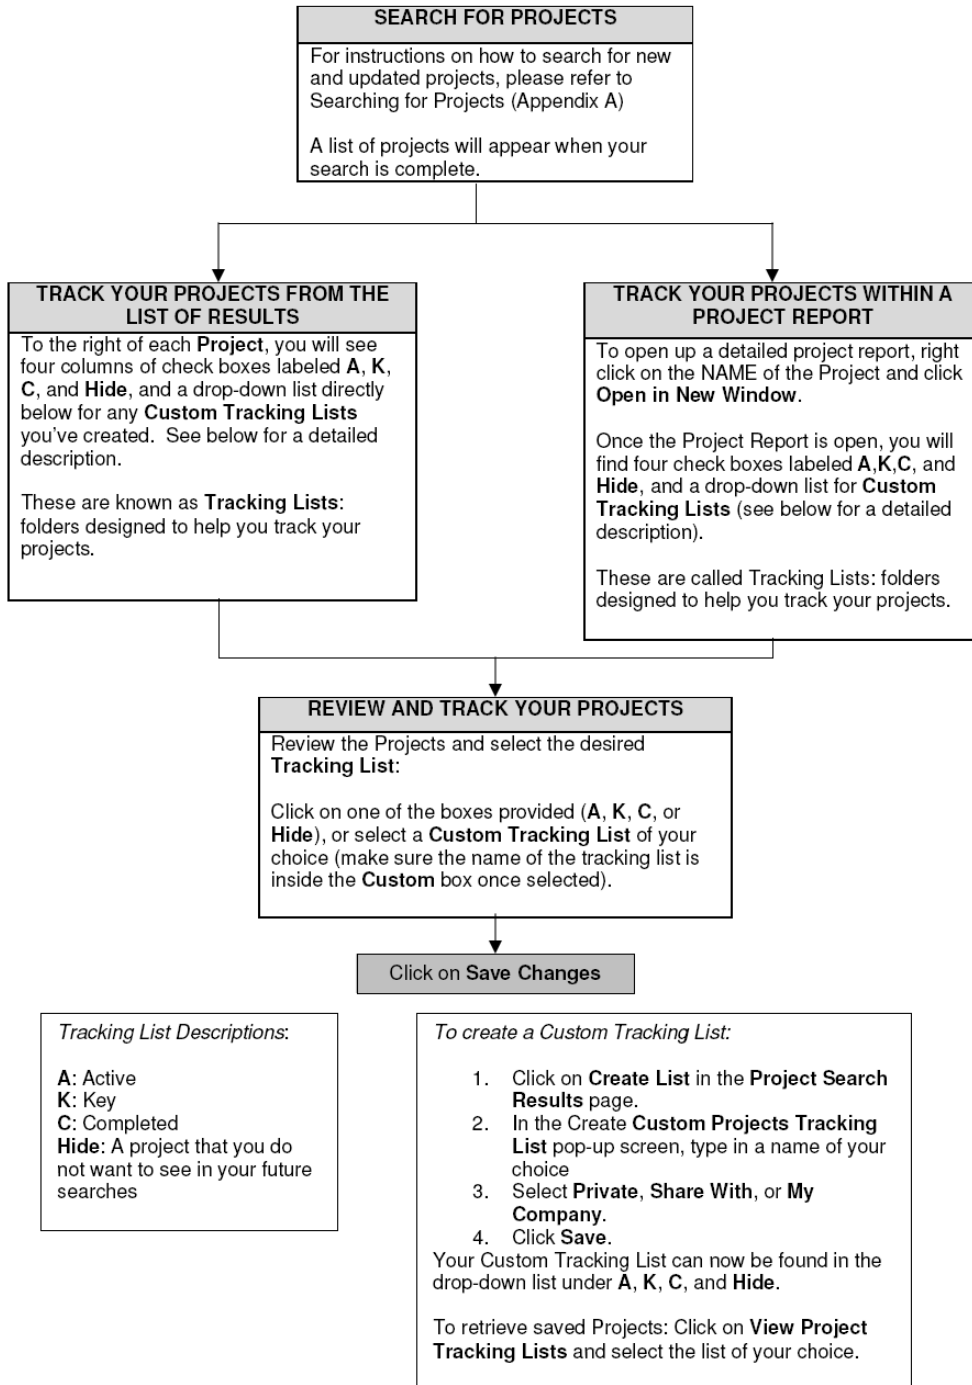 SEARCH FOR PROJECTS
For instructions on how to search for new
and updated projects, please refer to
Searching for Projects (Appendix A)
A list of projects will appear when your
search is complete.
TRACK YOUR PROJECTS FROM THE
LIST OF RESULTS
To the right of each Project, you will see
four columns of check boxes labeled A, K,
C, and Hide, and a drop-down list directly
below for any Custom Tracking Lists
you've created.  See below for a detailed
description.
These are known as Tracking Lists:
folders designed to help you track your
projects.
TRACK YOUR PROJECTS WITHIN A
PROJECT REPORT
To open up a detailed project report, right
click on the NAME of the Project and click
Open in New Window.
Once the Project Report is open, you will
find four check boxes labeled A,K,C, and
Hide, and a drop-down list for Custom
Tracking Lists (see below for a detailed
description).
These are called Tracking Lists: folders
designed to help you track your projects.
REVIEW AND TRACK YOUR PROJECTS
Review the Projects and select the desired
Tracking List:
Click on one of the boxes provided (A, K, C, or
Hide), or select a Custom Tracking List of your
choice (make sure the name of the tracking list is
inside the Custom box once selected).
Click on Save Changes
Tracking List Descriptions:
A: Active
K: Key
C: Completed
Hide: A project that you do
not want to see in your future
searches
To create a Custom Tracking List:
1. Click on Create List in the Project Search
Results page.
2. In the Create Custom Projects Tracking
List pop-up screen, type in a name of your
choice
3. Select Private, Share With, or My
Company.
4. Click Save.
Your Custom Tracking List can now be found in the
drop-down list under A, K, C, and Hide.
To retrieve saved Projects: Click on View Project
Tracking Lists and select the list of your choice.